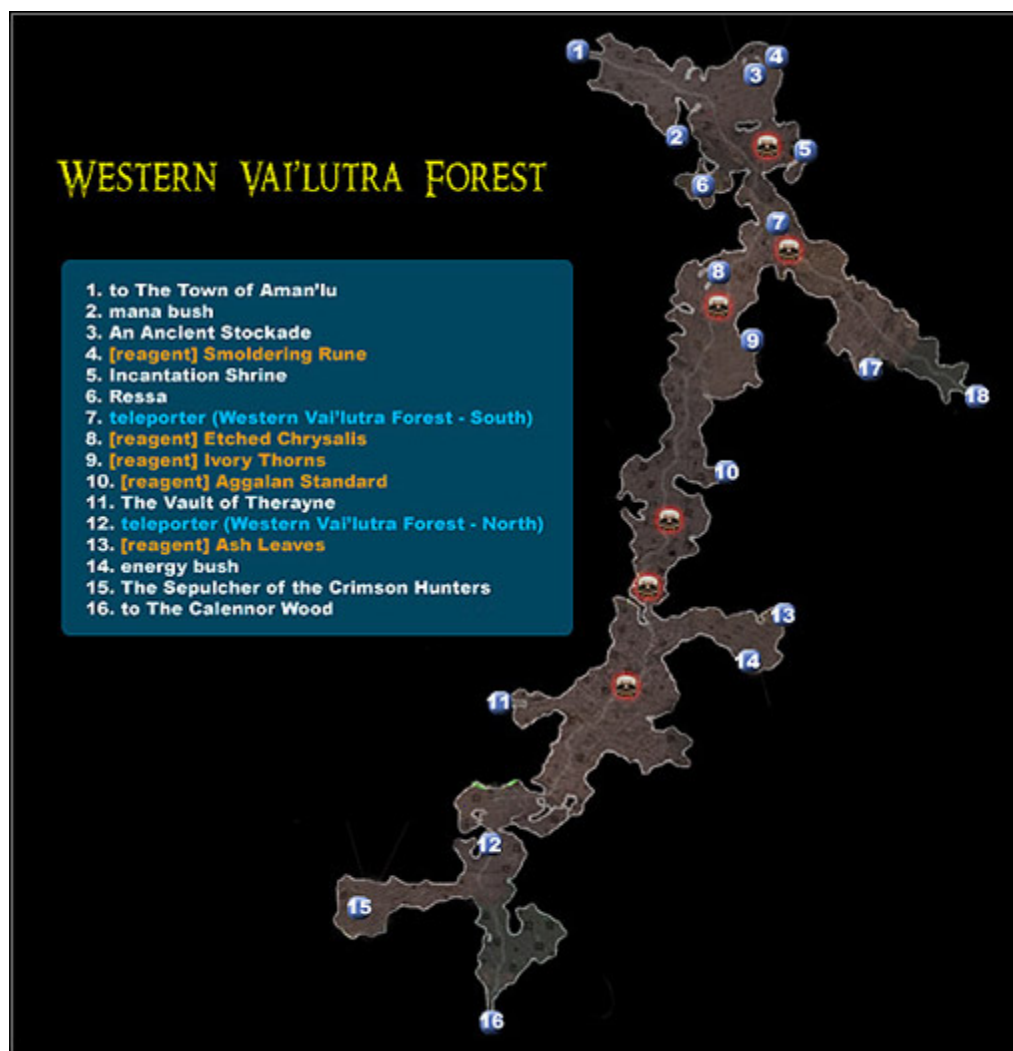 1
4
3
2
5
WESTERN VAI'LUTRA FOREST
6
7
8
1. to The Town of Aman'lu
2. mana bush
3. An Ancient Stockade
9
4. [reagent] Smoldering Rune
17
5. Incantation Shrine
6. Ressa
18
7. teleporter (Western Vai'lutra Forest - South)
8. [reagent] Etched Chrysalis
9. [reagent] Ivory Thorns
10
10. [reagent] Aggalan Standard
11. The Vault of Therayne
12. teleporter (Western Vai'lutra Forest - North)
13. [reagent] Ash Leaves
14. energy bush
15. The Sepulcher of the Crimson Hunters
16. to The Calennor Wood
13
14
11
12
15
16